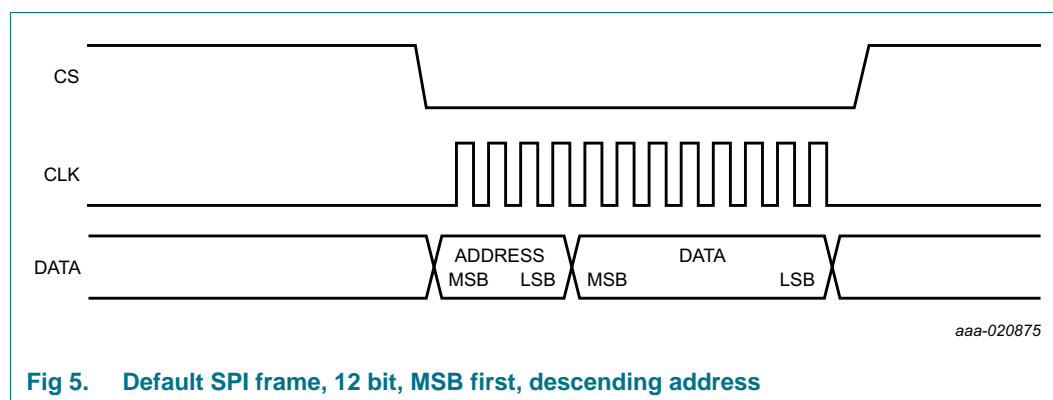 CS
CLK
DATA
ADDRESS DATA
MSB LSB MSB LSB
aaa-020875
Fig 5. Default SPI frame, 12 bit, MSB first, descending address